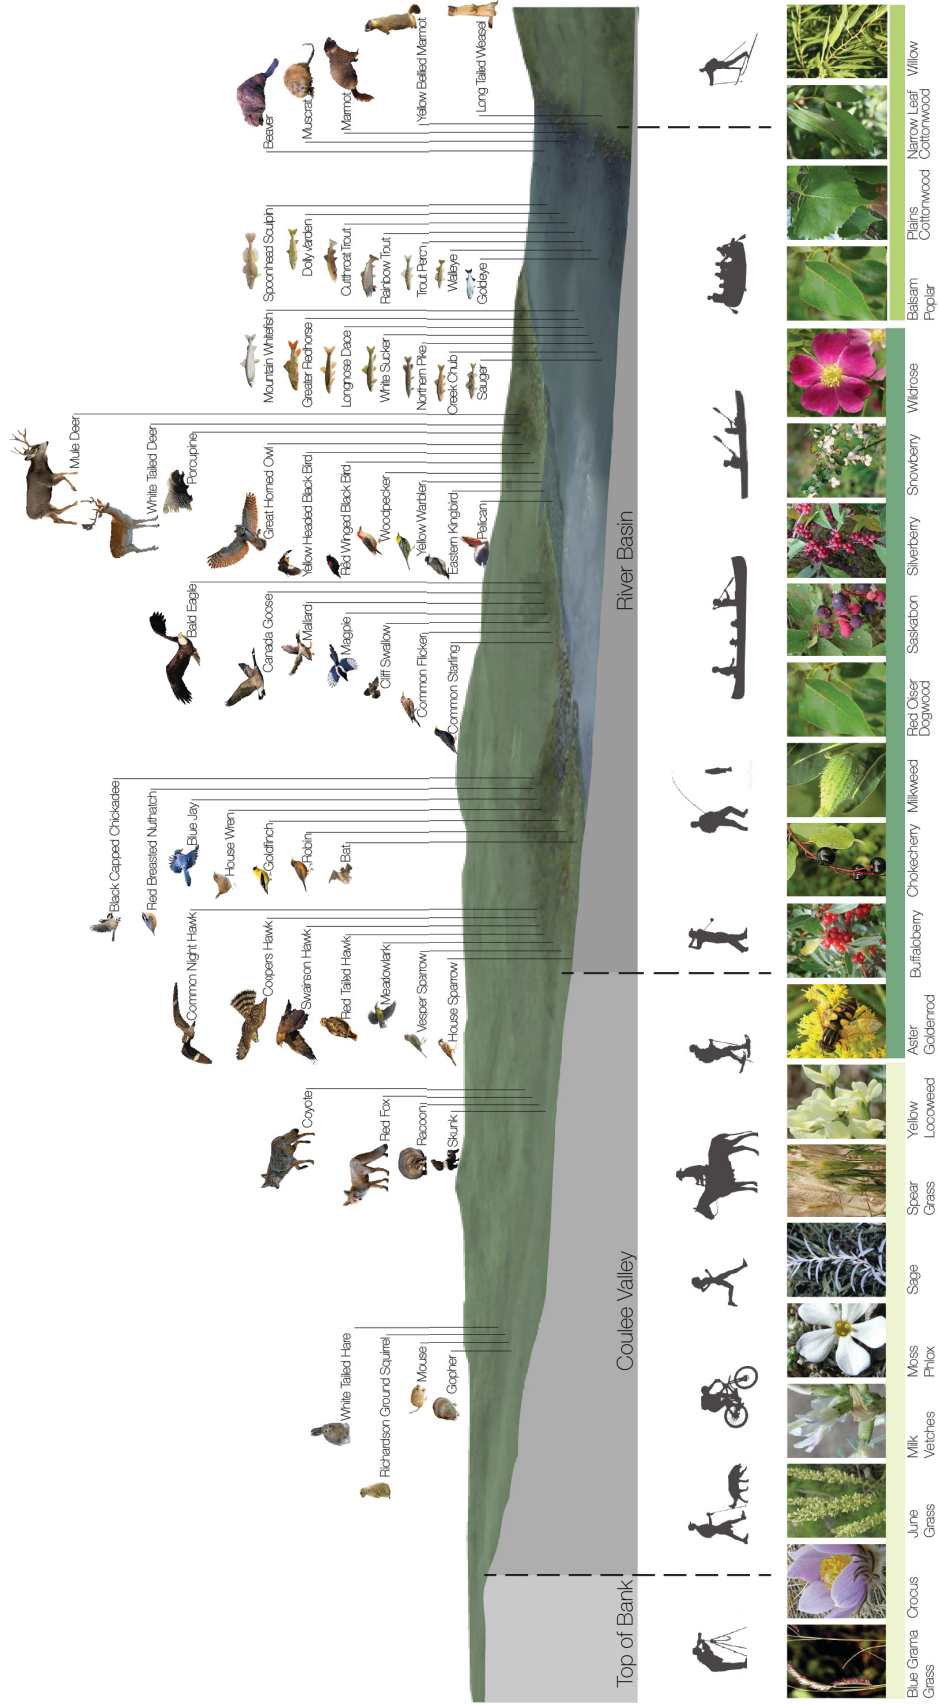 White Tailed Hare
Richardson Ground Squirrel
Mouse
Gopher
Coyote
Red Fox
Racoon
Skunk
Common Night Hawk
Coopers Hawk
Swainson Hawk
Red Tailed Hawk
Meadowlark
Vesper Sparrow
House Sparrow
Black Capped Chickadee
Red Breasted Nuthatch
Blue Jay
House Wren
Goldfinch
Robin
Bat
Bald Eagle
Canada Goose
Mallard
Magpie
Cliff Swallow
Common Flicker
Common Starling
Mule Deer
White Tailed Deer
Porcupine
Great Horned Owl
Yellow Headed Black Bird
Red Winged Black Bird
Woodpecker
Yellow Warbler
Eastern Kingbird
Pelican
Mountain Whitefish
Greater Redhorse
Longnose Dace
White Sucker
Northern Pike
Creek Chub
Sauger
Spoonhead Sculpin
Dolly Varden
Cutthroat Trout
Rainbow Trout
Trout Perch
Walleye
Goldeye
Beaver
Muscrat
Marmot
Yellow Bellied Marmot
Long Tailed Weasel
Top of Bank
Coulee Valley
River Basin
Blue Grama
Grass
Crocus
June
Grass
Milk
Vetches
Moss
Phlox
Sage
Spear
Grass
Yellow
Locoweed
Aster
Goldenrod
Buffaloberry
Chokecherry
Milkweed
Red Oiser
Dogwood
Saskatoon
Silverberry
Snowberry
Wildrose
Balsam
Poplar
Plains
Cottonwood
Narrow Leaf
Cottonwood
Willow